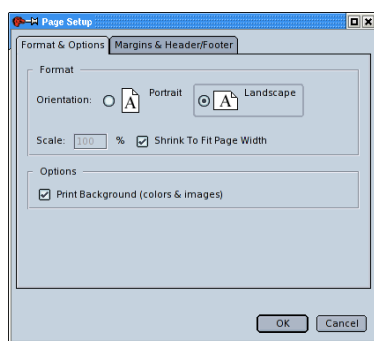 Page Setup
Format & Options Margins & Header/Footer
Format
Orientation: A Portrait A Landscape
Scale: 100 % Shrink To Fit Page Width
Options
Print Background (colors & images)
OK Cancel